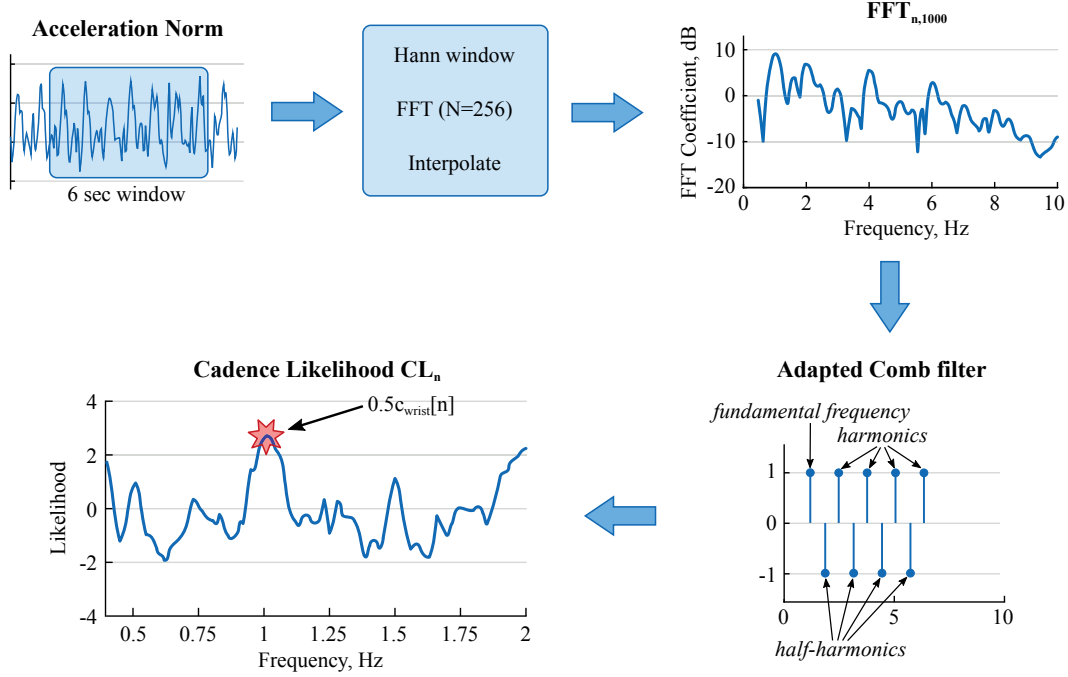 Acceleration Norm
6 sec window
Hann window
FFT (N=256)
Interpolate
FFTn,1000
FFT Coefficient, dB
10
0
-10
-20
0 2 4 6 8 10
Frequency, Hz
Cadence Likelihood CLn
0.5cwrist[n]
Likelihood
4
2
0
-2
-4
0.5 0.75 1 1.25 1.5 1.75 2
Frequency, Hz
Adapted Comb filter
fundamental frequency
harmonics
1
0
-1
0 5 10
half-harmonics